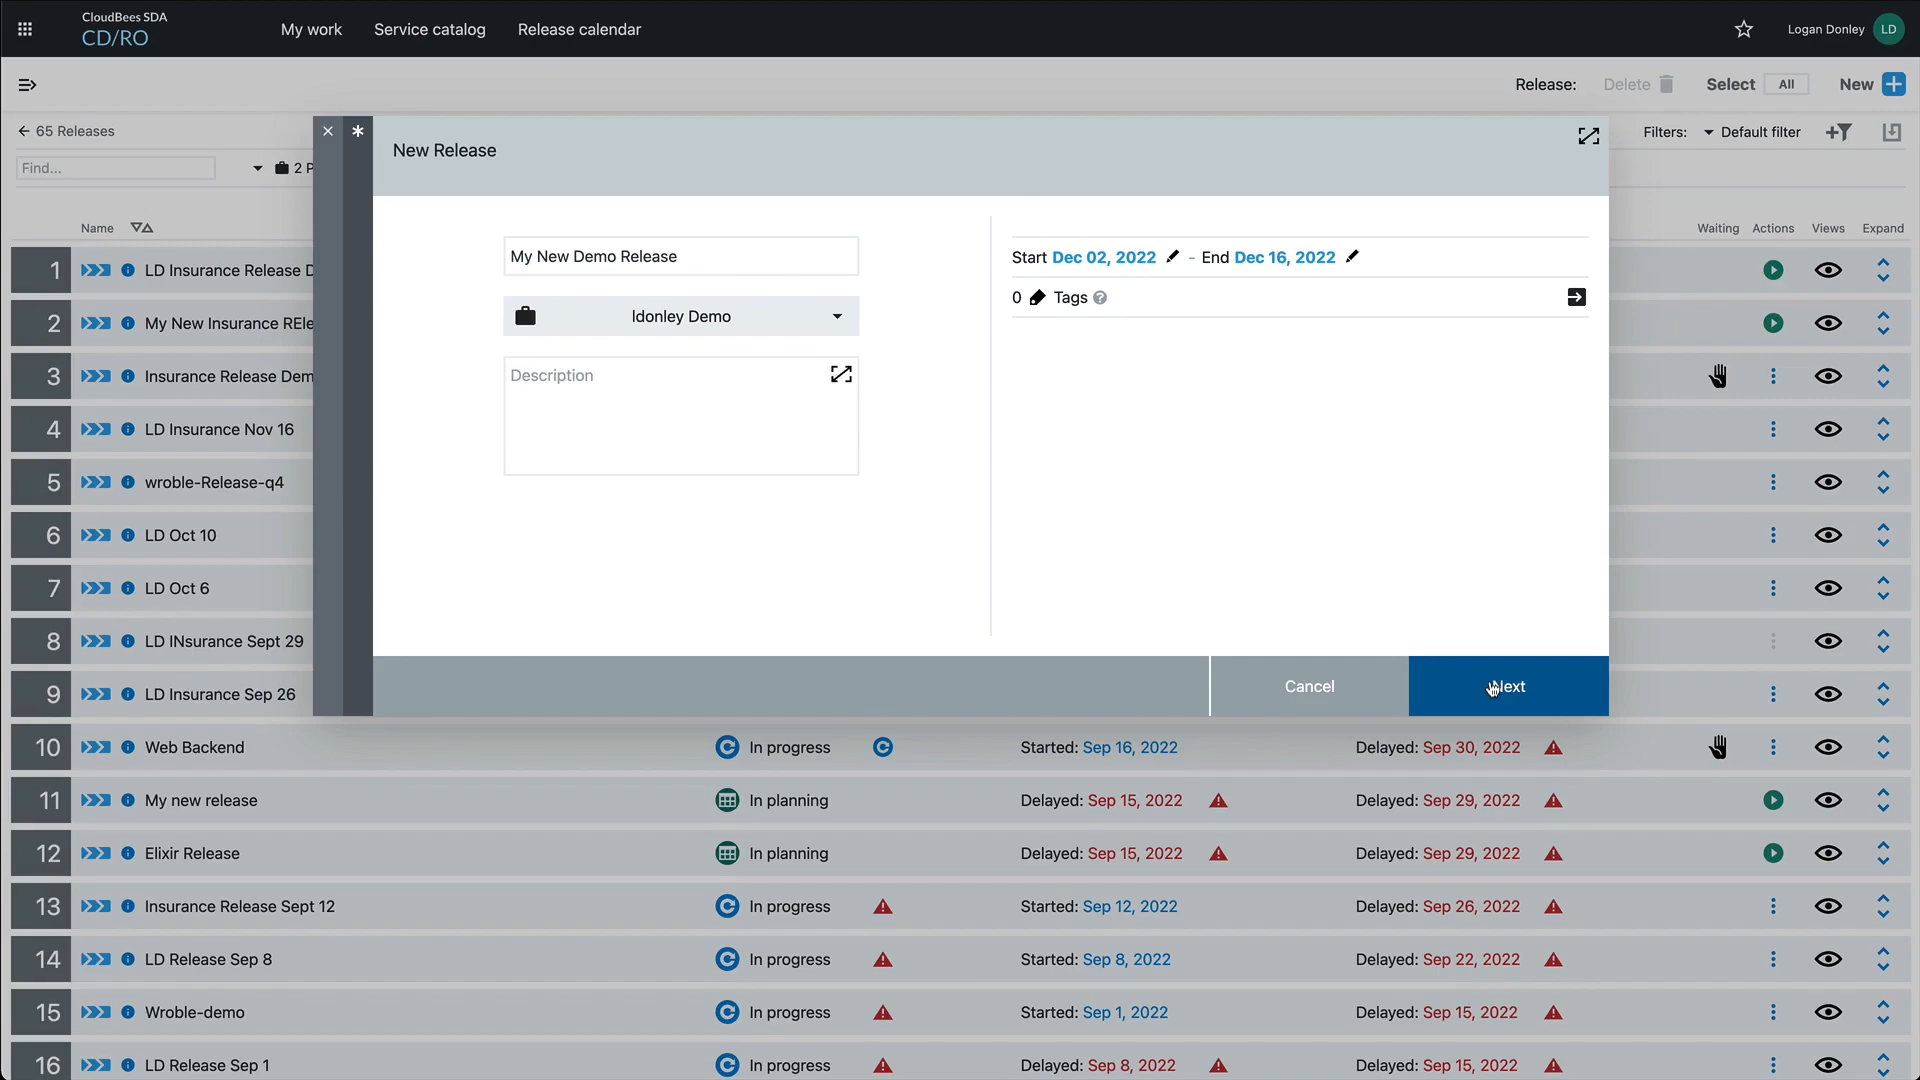 CloudBees SDA
CD/RO
My work
Service catalog
Release calendar
Logan Donley
LD
Release:
Delete
Select
All
New
65 Releases
Filters:
Default filter
Find...
2 P
New Release
Name
Waiting
Actions
Views
Expand
My New Demo Release
Start Dec 02, 2022 - End Dec 16, 2022
ldonley Demo
0 Tags
Description
Cancel
Next
1 LD Insurance Release D
2 My New Insurance REle
3 Insurance Release Dem
4 LD Insurance Nov 16
5 wroble-Release-q4
6 LD Oct 10
7 LD Oct 6
8 LD INsurance Sept 29
9 LD Insurance Sep 26
10 Web Backend In progress Started: Sep 16, 2022 Delayed: Sep 30, 2022
11 My new release In planning Delayed: Sep 15, 2022 Delayed: Sep 29, 2022
12 Elixir Release In planning Delayed: Sep 15, 2022 Delayed: Sep 29, 2022
13 Insurance Release Sept 12 In progress Started: Sep 12, 2022 Delayed: Sep 26, 2022
14 LD Release Sep 8 In progress Started: Sep 8, 2022 Delayed: Sep 22, 2022
15 Wroble-demo In progress Started: Sep 1, 2022 Delayed: Sep 15, 2022
16 LD Release Sep 1 In progress Delayed: Sep 8, 2022 Delayed: Sep 15, 2022